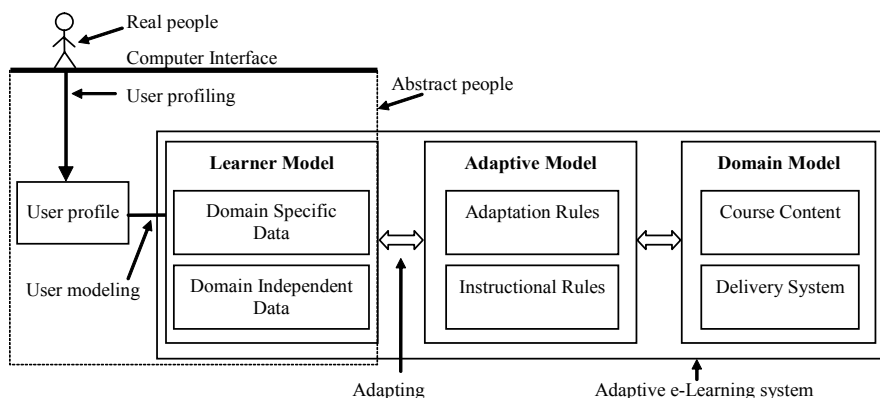 Real people
Computer Interface
Abstract people
User profiling
Learner Model
Adaptive Model
Domain Model
User profile
Domain Specific
Data
Adaptation Rules
Course Content
User modeling
Domain Independent
Data
Instructional Rules
Delivery System
Adapting
Adaptive e-Learning system